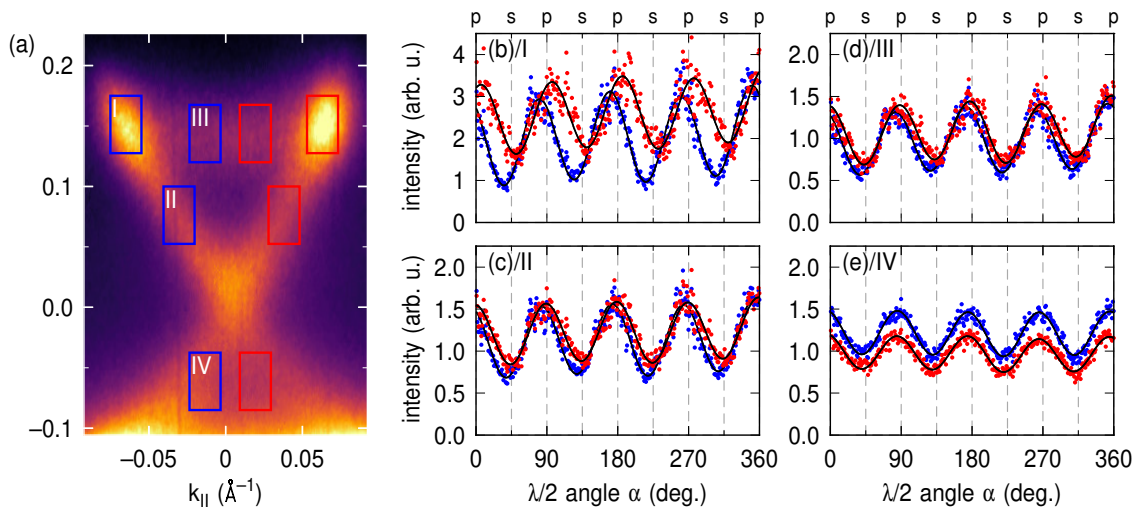 (a)
0.2
0.1
0.0
−0.1
I
III
II
IV
−0.05 0 0.05
k|| (Å⁻¹)
p s p s p s p s p
(b)/I
intensity (arb. u.)
4
3
2
1
0
p s p s p s p s p
(d)/III
2.0
1.5
1.0
0.5
0
(c)/II
intensity (arb. u.)
2.0
1.5
1.0
0.5
0.0
0 90 180 270 360
λ/2 angle α (deg.)
(e)/IV
2.0
1.5
1.0
0.5
0.0
0 90 180 270 360
λ/2 angle α (deg.)